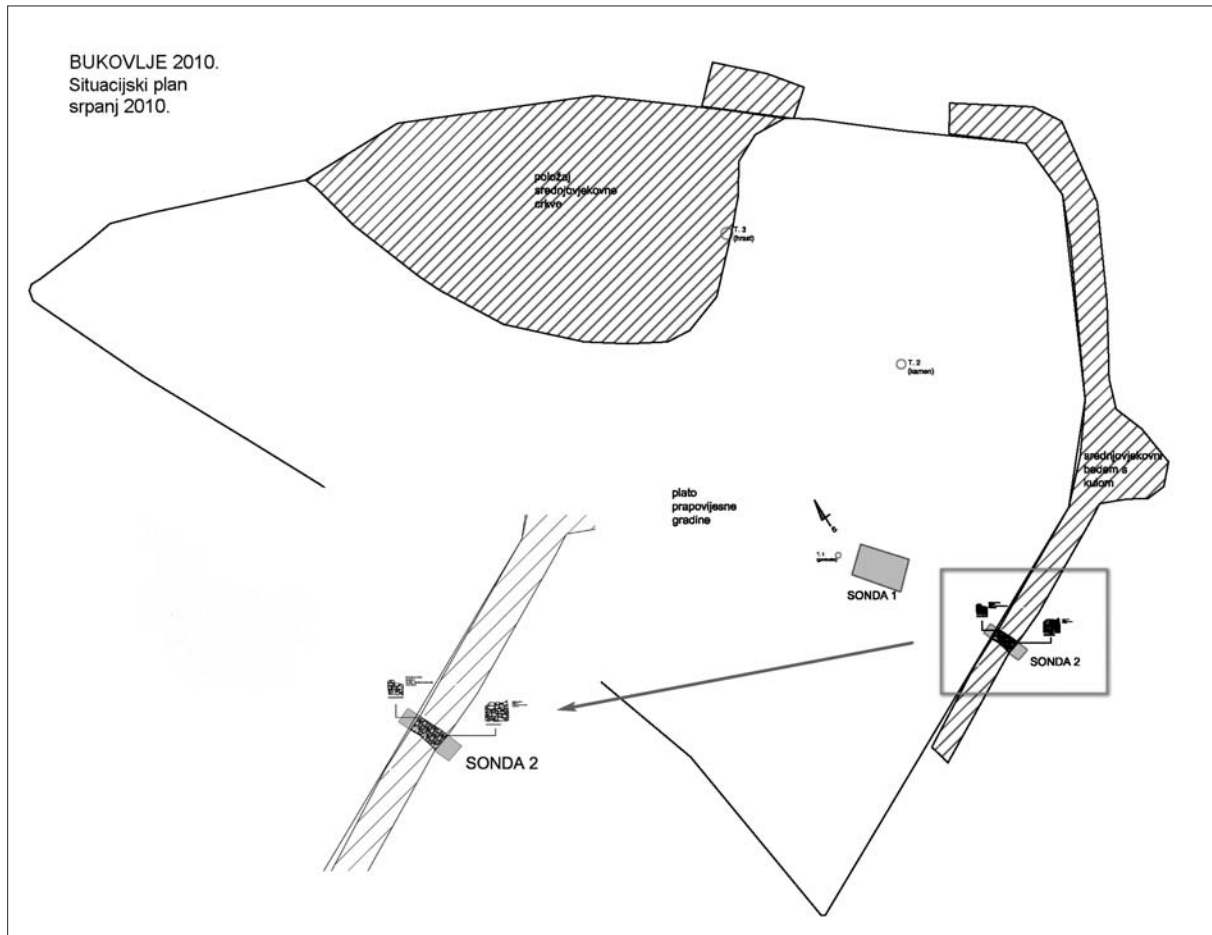 BUKOVLJE 2010.
Situacijski plan
srpanj 2010.
položaj
srednjovjekovne
crkve
T. 3
(hrast)
T. 2
(kamen)
srednjovjekovni
bedem s
kulom
plato
prapovijesne
gradine
T. 1
SONDA 1
SONDA 2
SONDA 2